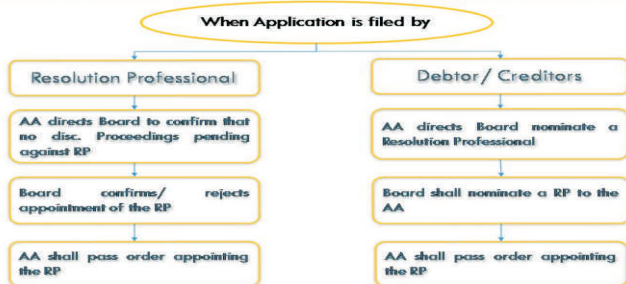 When Application is filed by
Resolution Professional
AA directs Board to confirm that
no disc. Proceedings pending
against RP
Board confirms/ rejects
appointment of the RP
AA shall pass order appointing
the RP
Debtor/ Creditors
AA directs Board nominate a
Resolution Professional
Board shall nominate a RP to the
AA
AA shall pass order appointing
the RP